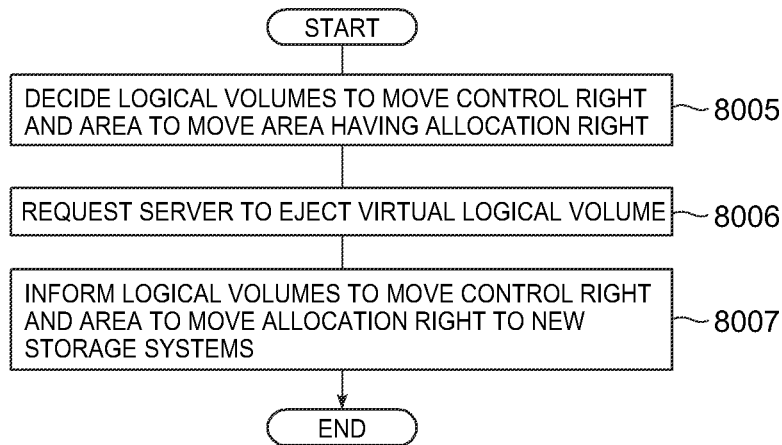 START
DECIDE LOGICAL VOLUMES TO MOVE CONTROL RIGHT
AND AREA TO MOVE AREA HAVING ALLOCATION RIGHT
8005
REQUEST SERVER TO EJECT VIRTUAL LOGICAL VOLUME
8006
INFORM LOGICAL VOLUMES TO MOVE CONTROL RIGHT
AND AREA TO MOVE ALLOCATION RIGHT TO NEW
STORAGE SYSTEMS
8007
END